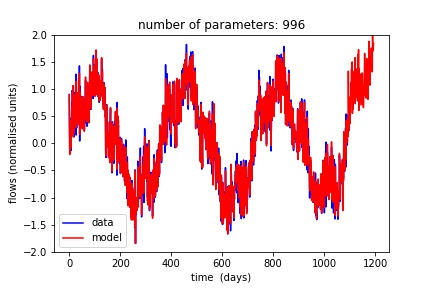 number of parameters: 996
flows (normalised units)
2.0
1.5
1.0
0.5
0.0
−0.5
−1.0
−1.5
−2.0
data
model
0 200 400 600 800 1000 1200
time (days)